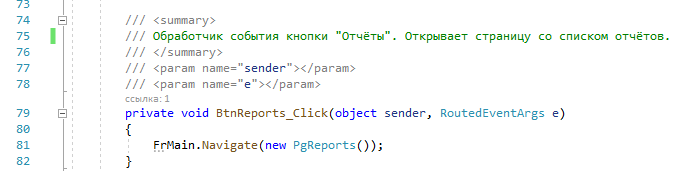 73
74 /// <summary>
75 /// Обработчик события кнопки "Отчёты". Открывает страницу со списком отчётов.
76 /// </summary>
77 /// <param name="sender"></param>
78 /// <param name="e"></param>
ссылка: 1
79 private void BtnReports_Click(object sender, RoutedEventArgs e)
80 {
81 FrMain.Navigate(new PgReports());
82 }